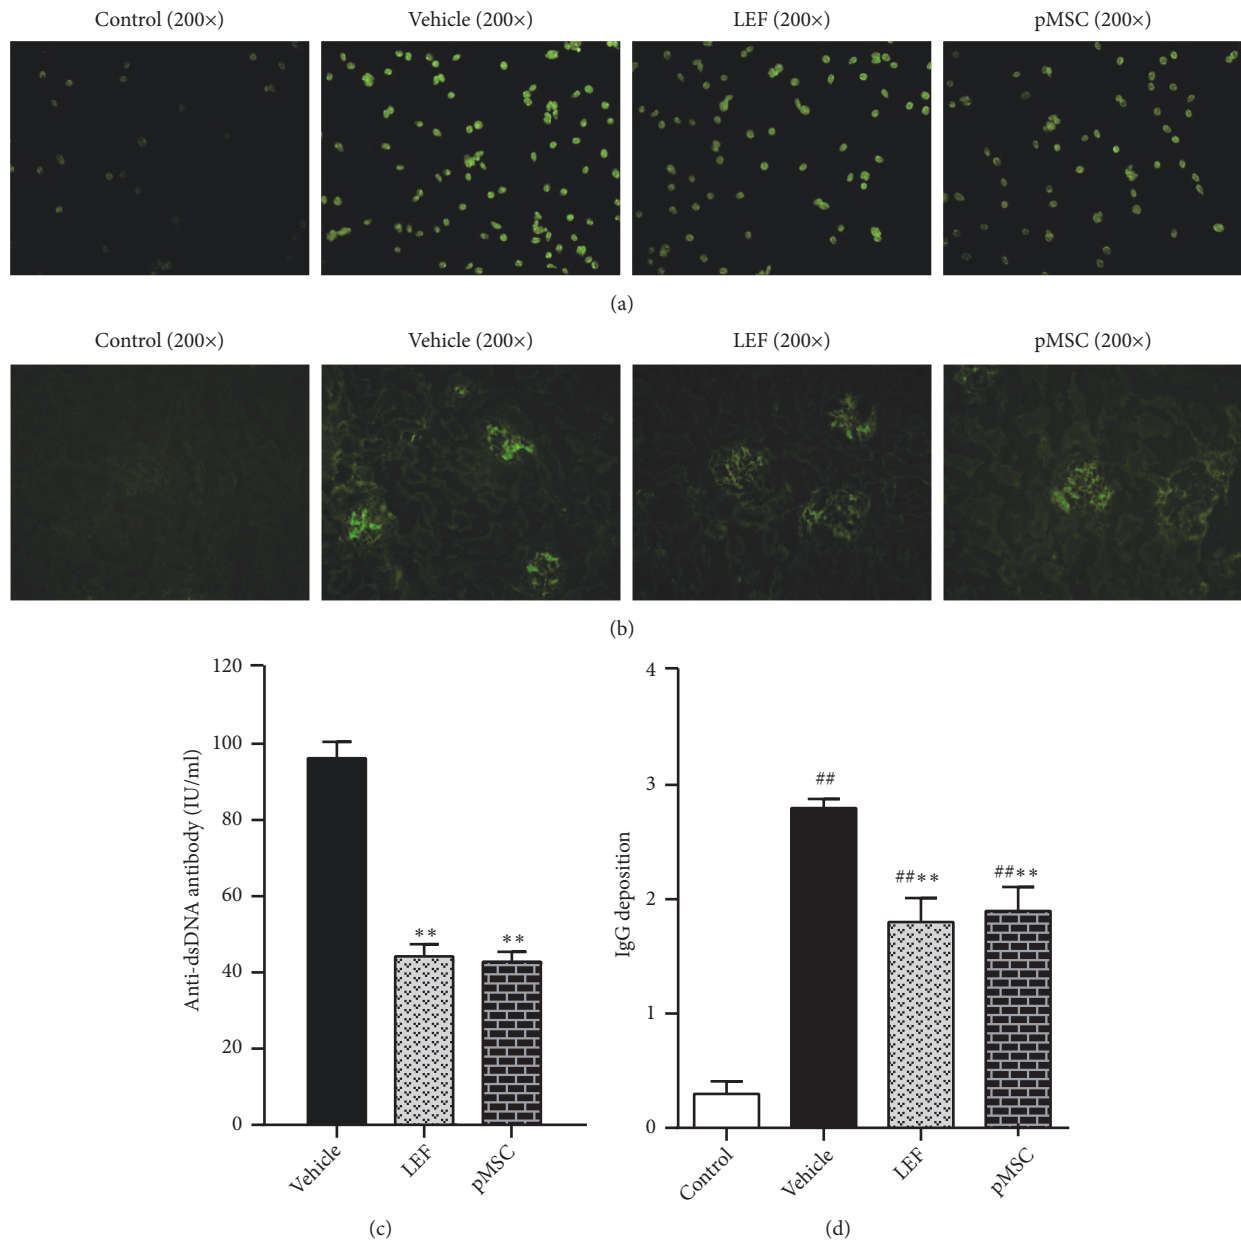 Control (200×) Vehicle (200×) LEF (200×) pMSC (200×)
(a)
Control (200×) Vehicle (200×) LEF (200×) pMSC (200×)
(b)
Anti-dsDNA antibody (IU/ml)
120
100
80
60
40
20
0
**
**
Vehicle
LEF
pMSC
(c)
IgG deposition
4
3
2
1
0
##
##**
##**
Control
Vehicle
LEF
pMSC
(d)